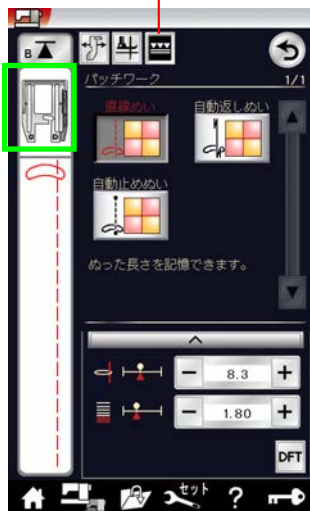 B
パッチワーク 1/1
直線ぬい 自動返しぬい
自動止めぬい
ぬった長さを記憶できます。
− 8.3 +
− 1.80 +
DFT
セット ?